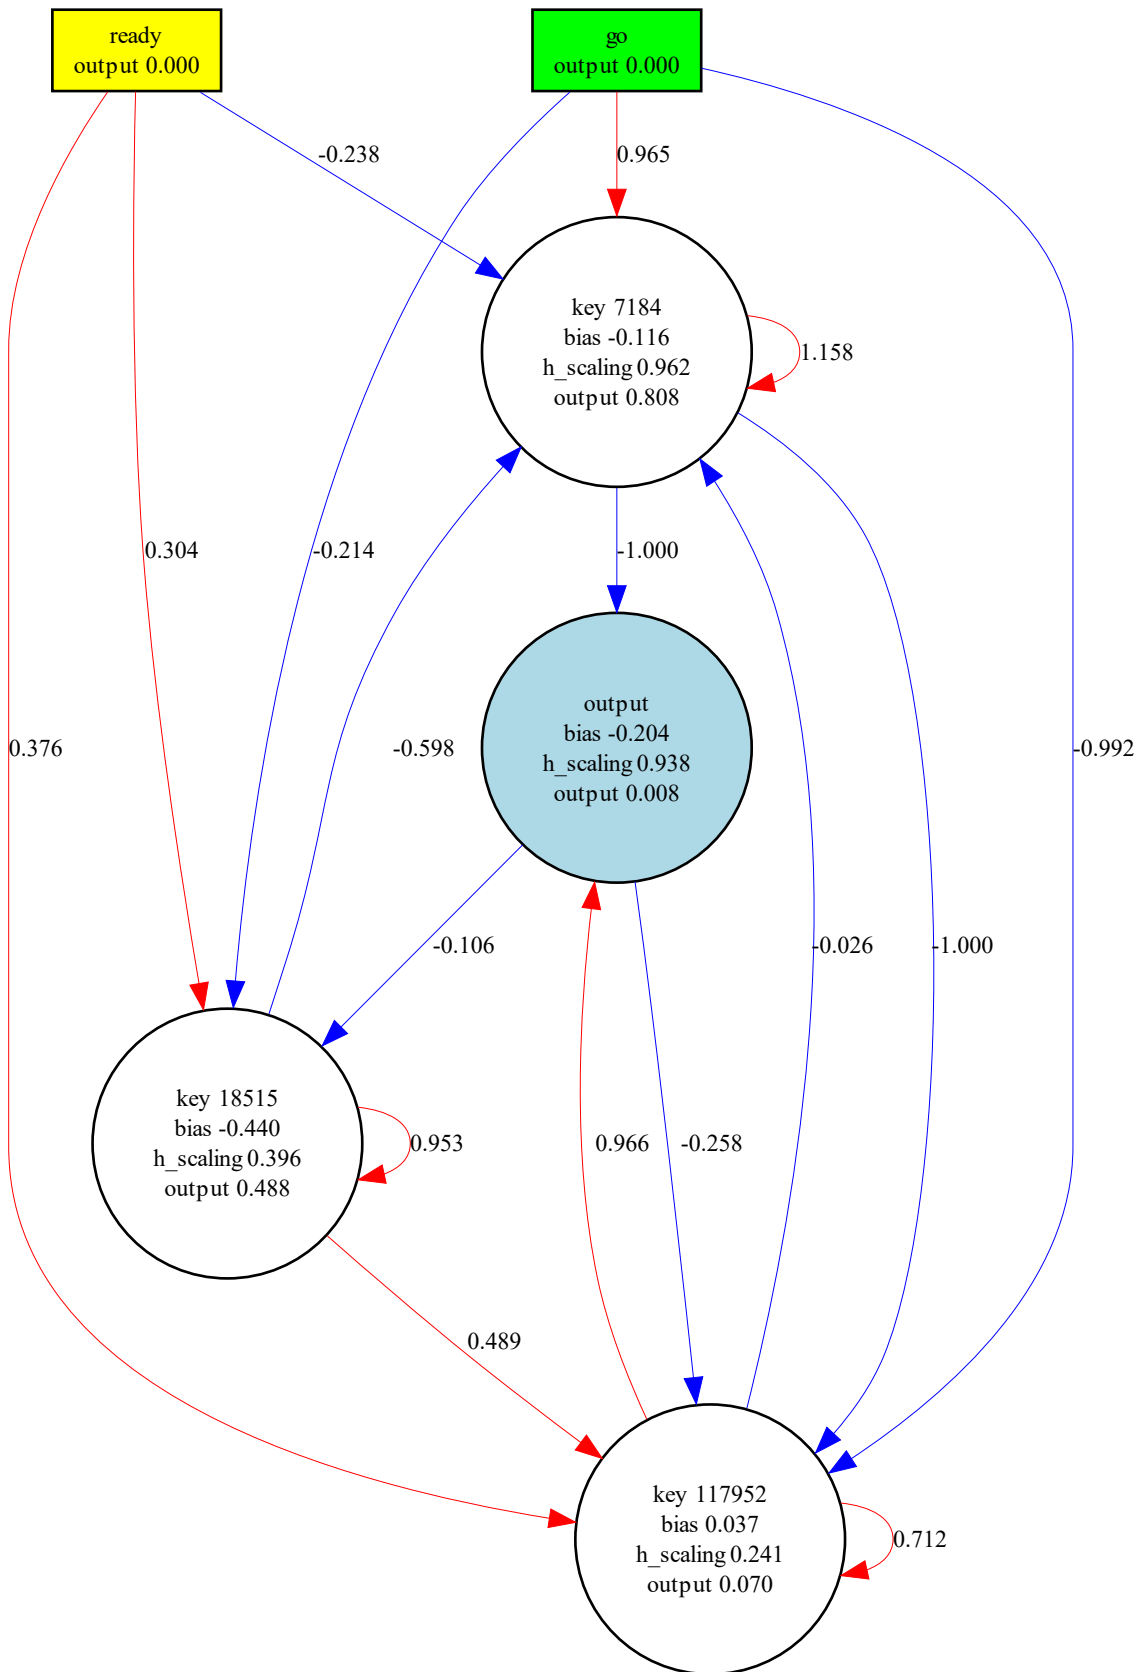 ready
output 0.000
go
output 0.000
-0.238
0.965
key 7184
bias -0.116
h_scaling 0.962
output 0.808
1.158
0.304
-0.214
-1.000
output
bias -0.204
h_scaling 0.938
output 0.008
0.376
-0.598
-0.992
-0.106
-0.026
-1.000
key 18515
bias -0.440
h_scaling 0.396
output 0.488
0.953
0.966
-0.258
0.489
key 117952
bias 0.037
h_scaling 0.241
output 0.070
0.712